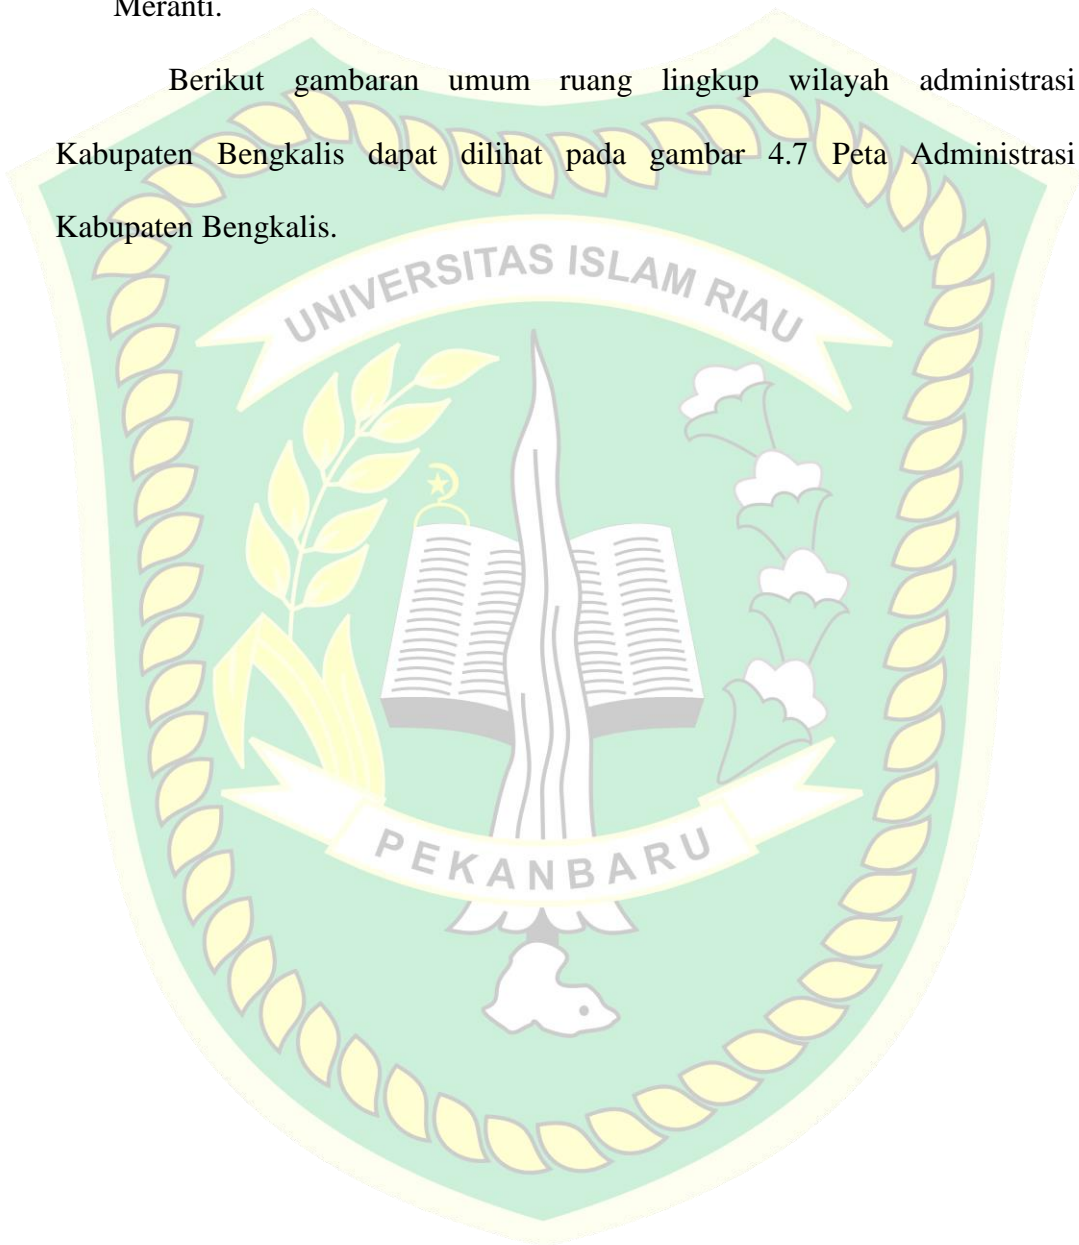 Meranti.
Berikut gambaran umum ruang lingkup wilayah administrasi
Kabupaten Bengkalis dapat dilihat pada gambar 4.7 Peta Administrasi
Kabupaten Bengkalis.
UNIVERSITAS ISLAM RIAU
PEKANBARU